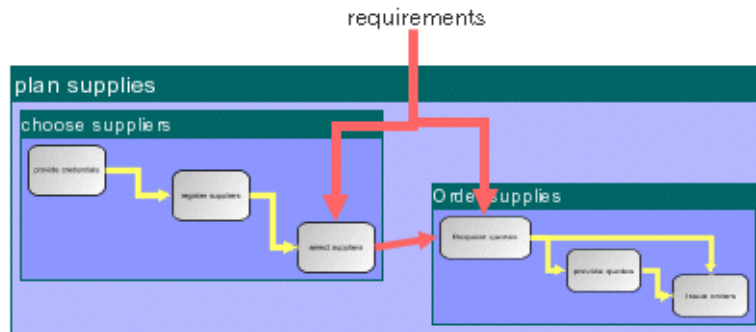 requirements
plan supplies
choose suppliers
provide credentials
register suppliers
select suppliers
Order supplies
Request quotes
provide quotes
Issue orders